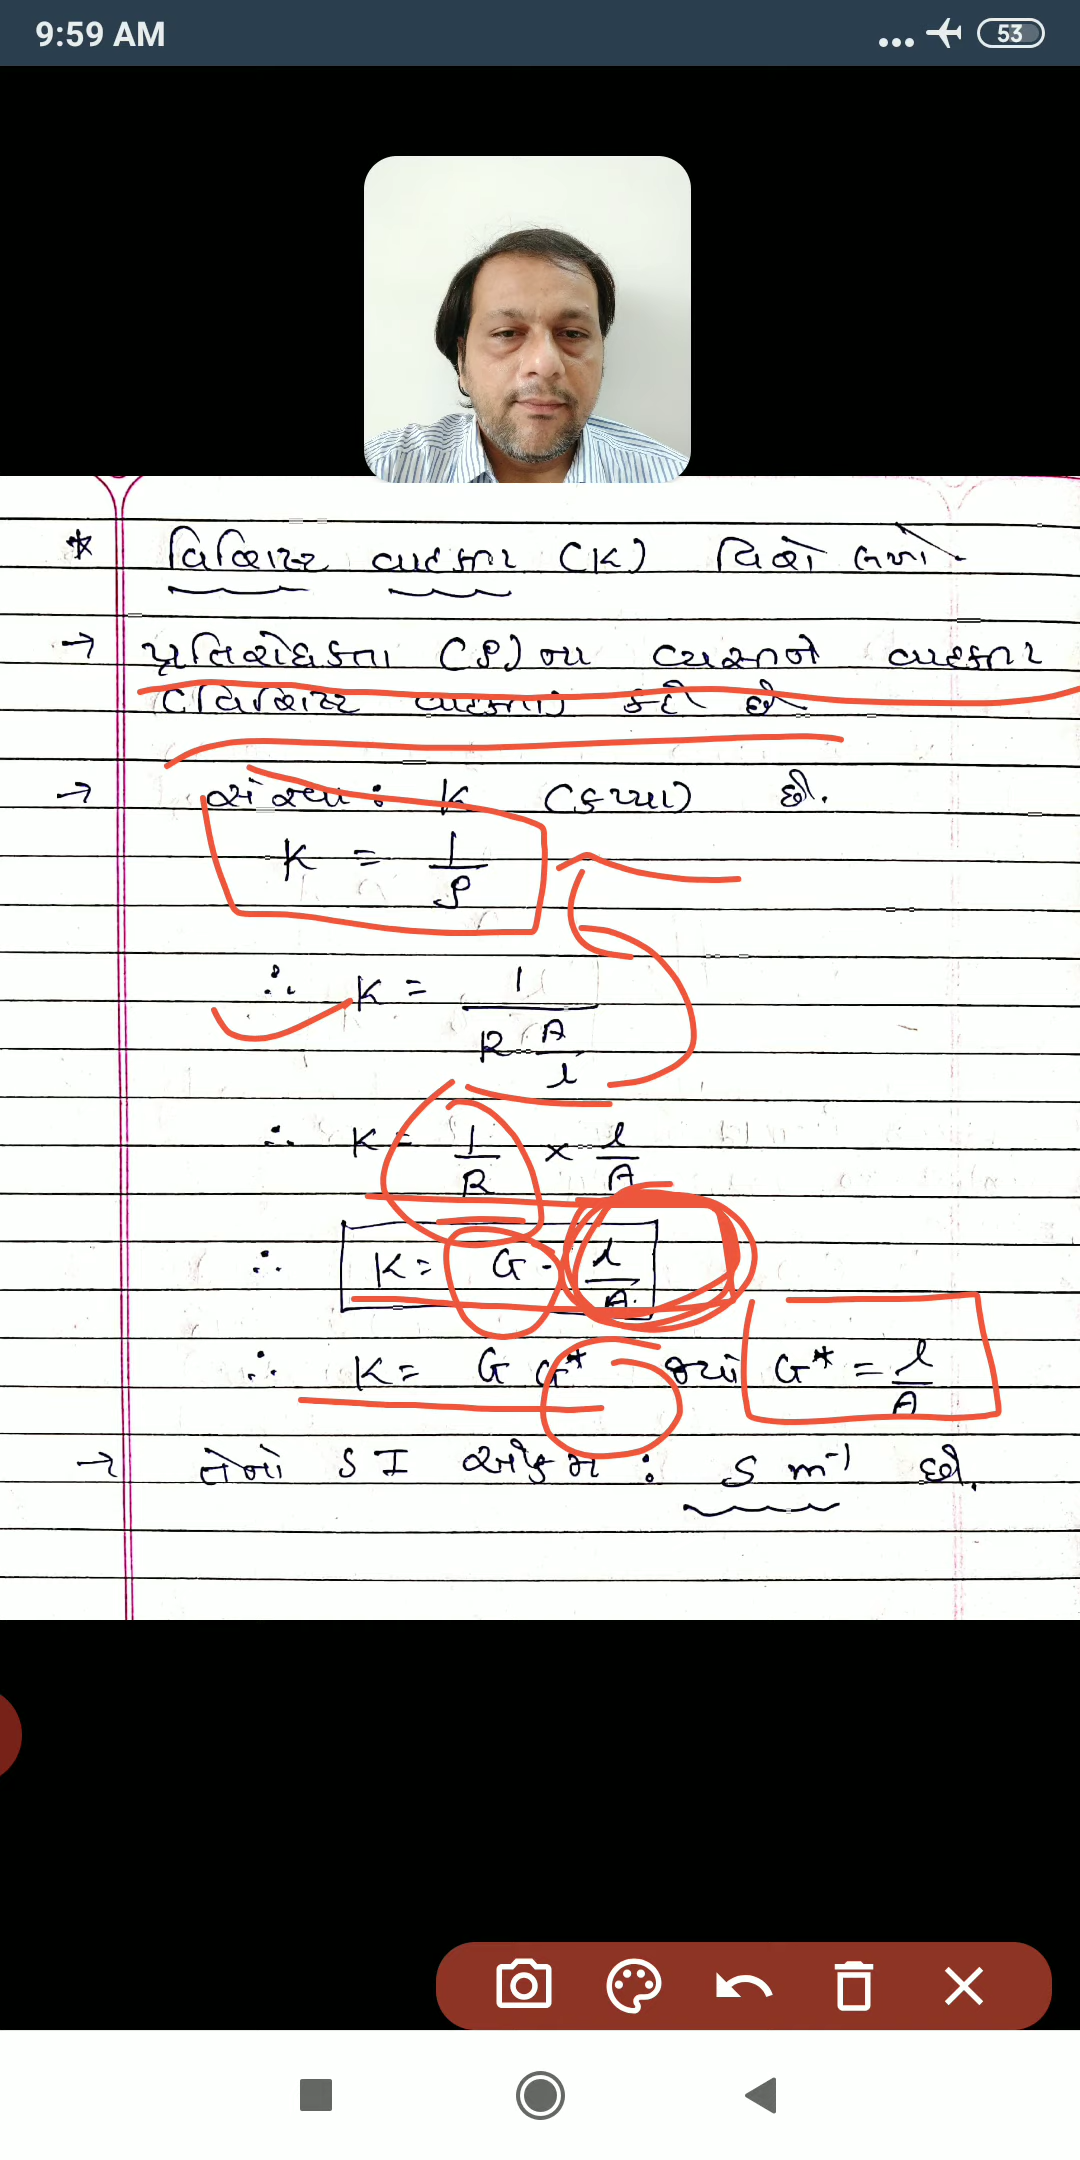 9:59 AM
53
* વિશિષ્ટ વાહકતા (K) વિશે લખો.
→ પ્રતિરોધકતા (ρ) ના વ્યસ્તને વાહકતા
વિશિષ્ટ વાહકતા કહે છે.
→ સંજ્ઞા : K (કપ્પા) છે.
K = 1/ρ
∴ K = 1/(R A/l)
∴ K = 1/R × l/A
∴ K = G · l/A
∴ K = G G* જ્યાં G* = l/A
→ તેનો SI એકમ : S m⁻¹ છે.